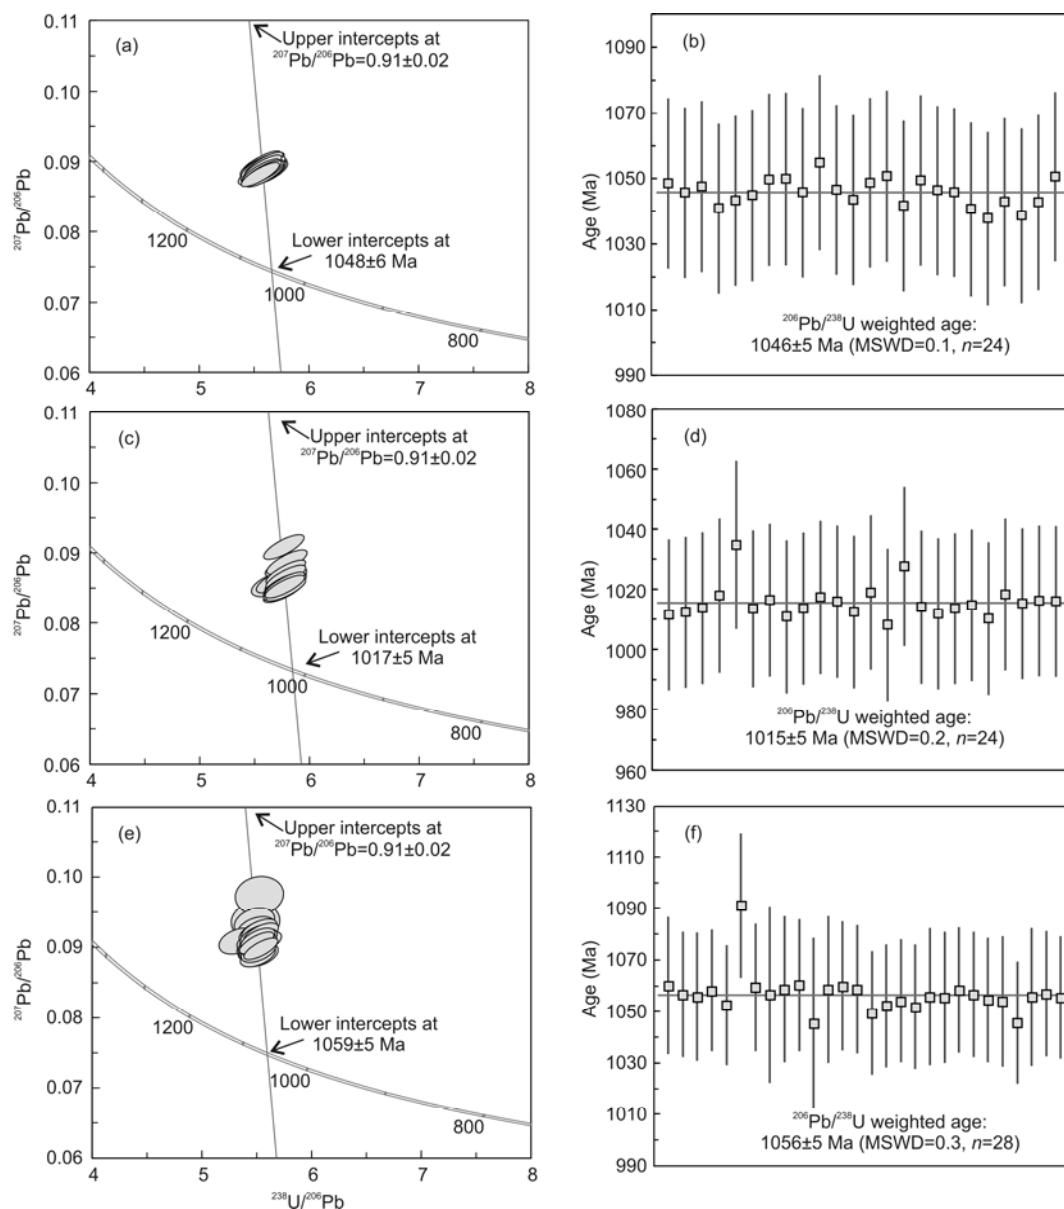 (a)
Upper intercepts at
²⁰⁷Pb/²⁰⁶Pb=0.91±0.02
0.11
0.10
0.09
0.08
0.07
0.06
²⁰⁷Pb/²⁰⁶Pb
1200
1000
800
Lower intercepts at
1048±6 Ma
4 5 6 7 8
(b)
1090
1070
1050
1030
1010
990
Age (Ma)
²⁰⁶Pb/²³⁸U weighted age:
1046±5 Ma (MSWD=0.1, n=24)
(c)
Upper intercepts at
²⁰⁷Pb/²⁰⁶Pb=0.91±0.02
0.11
0.10
0.09
0.08
0.07
0.06
²⁰⁷Pb/²⁰⁶Pb
1200
1000
800
Lower intercepts at
1017±5 Ma
4 5 6 7 8
(d)
1080
1060
1040
1020
1000
980
960
Age (Ma)
²⁰⁶Pb/²³⁸U weighted age:
1015±5 Ma (MSWD=0.2, n=24)
(e)
Upper intercepts at
²⁰⁷Pb/²⁰⁶Pb=0.91±0.02
0.11
0.10
0.09
0.08
0.07
0.06
²⁰⁷Pb/²⁰⁶Pb
1200
1000
800
Lower intercepts at
1059±5 Ma
4 5 6 7 8
²³⁸U/²⁰⁶Pb
(f)
1130
1110
1090
1070
1050
1030
1010
990
Age (Ma)
²⁰⁶Pb/²³⁸U weighted age:
1056±5 Ma (MSWD=0.3, n=28)